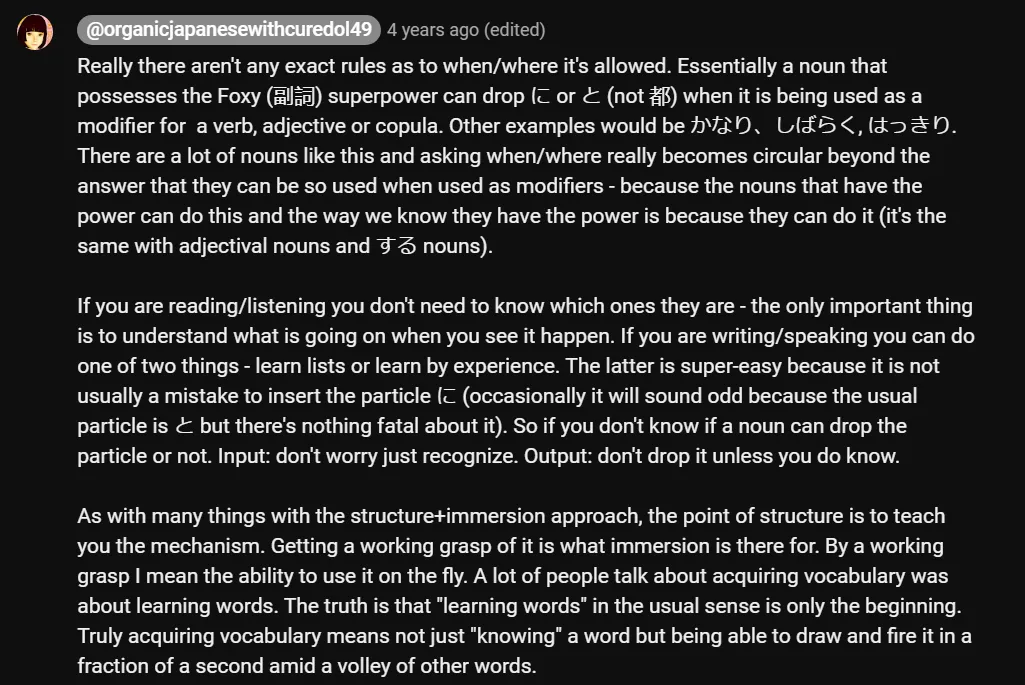 @organicjapanesewithcuredol49 4 years ago (edited)
Really there aren't any exact rules as to when/where it's allowed. Essentially a noun that
possesses the Foxy (副詞) superpower can drop に or と (not 都) when it is being used as a
modifier for a verb, adjective or copula. Other examples would be かなり、しばらく, はっきり.
There are a lot of nouns like this and asking when/where really becomes circular beyond the
answer that they can be so used when used as modifiers - because the nouns that have the
power can do this and the way we know they have the power is because they can do it (it's the
same with adjectival nouns and する nouns).
If you are reading/listening you don't need to know which ones they are - the only important thing
is to understand what is going on when you see it happen. If you are writing/speaking you can do
one of two things - learn lists or learn by experience. The latter is super-easy because it is not
usually a mistake to insert the particle に (occasionally it will sound odd because the usual
particle is と but there's nothing fatal about it). So if you don't know if a noun can drop the
particle or not. Input: don't worry just recognize. Output: don't drop it unless you do know.
As with many things with the structure+immersion approach, the point of structure is to teach
you the mechanism. Getting a working grasp of it is what immersion is there for. By a working
grasp I mean the ability to use it on the fly. A lot of people talk about acquiring vocabulary was
about learning words. The truth is that "learning words" in the usual sense is only the beginning.
Truly acquiring vocabulary means not just "knowing" a word but being able to draw and fire it in a
fraction of a second amid a volley of other words.